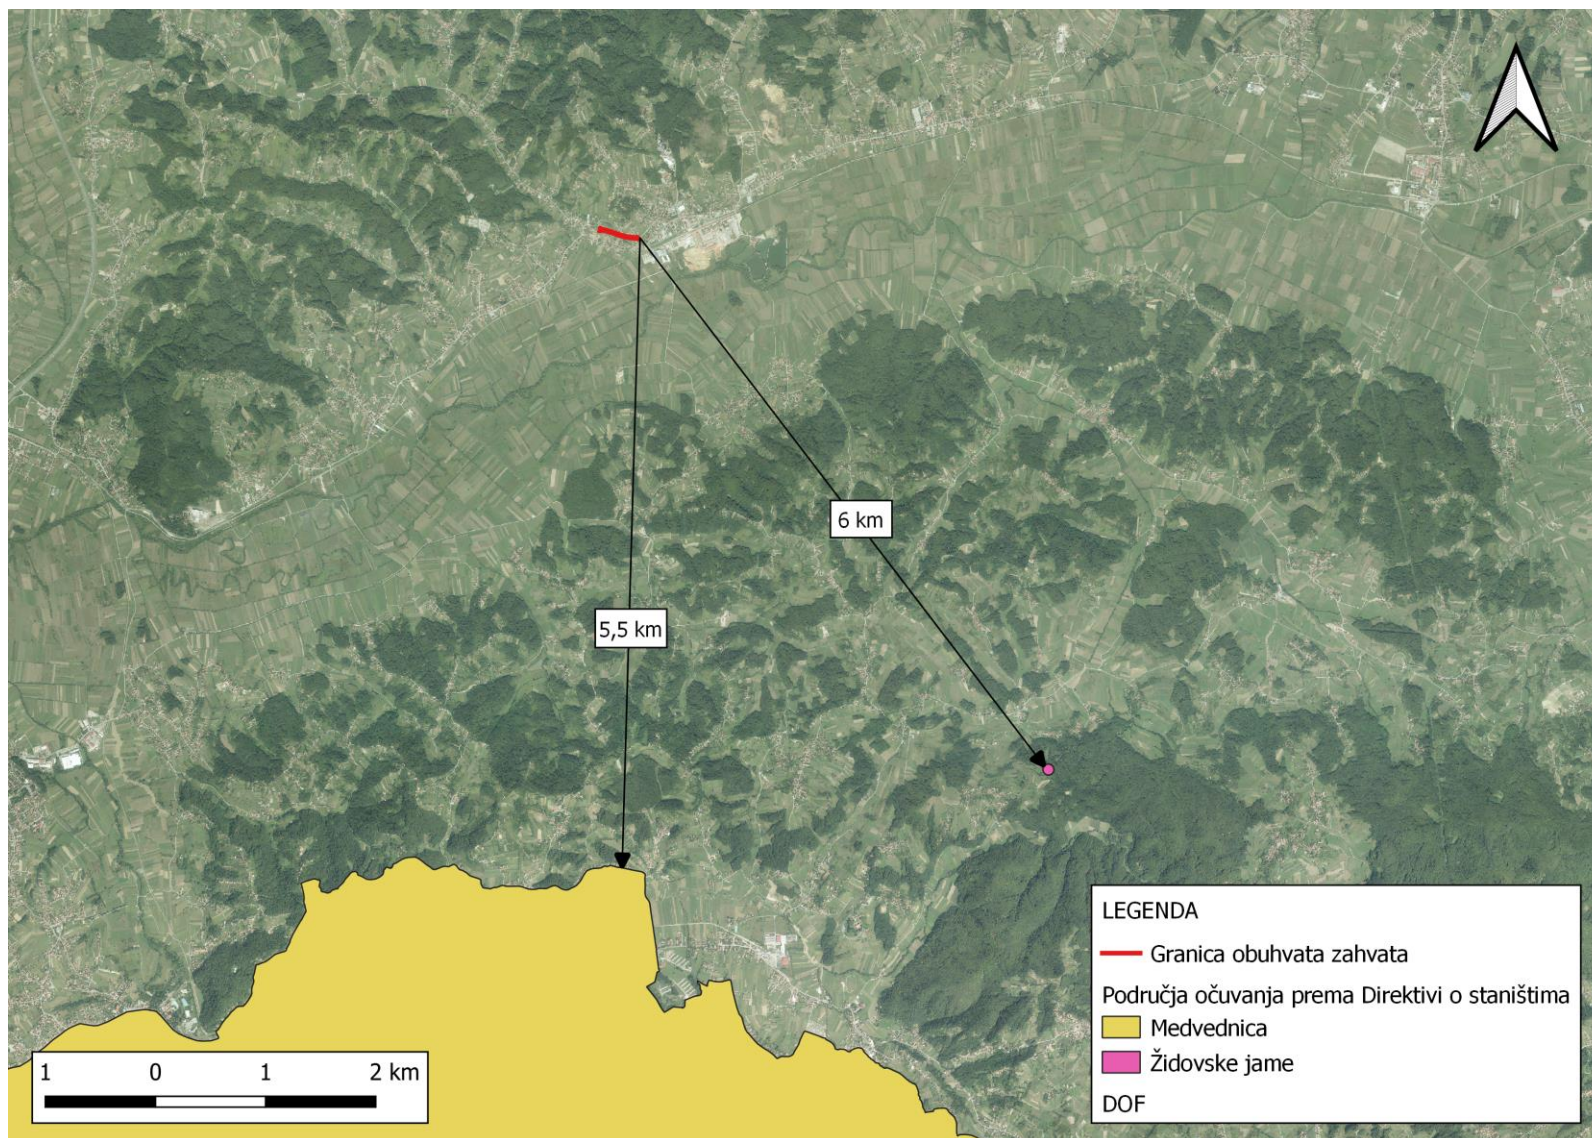 6 km
5,5 km
LEGENDA
Granica obuhvata zahvata
Područja očuvanja prema Direktivi o staništima
Medvednica
Židovske jame
DOF
1 0 1 2 km